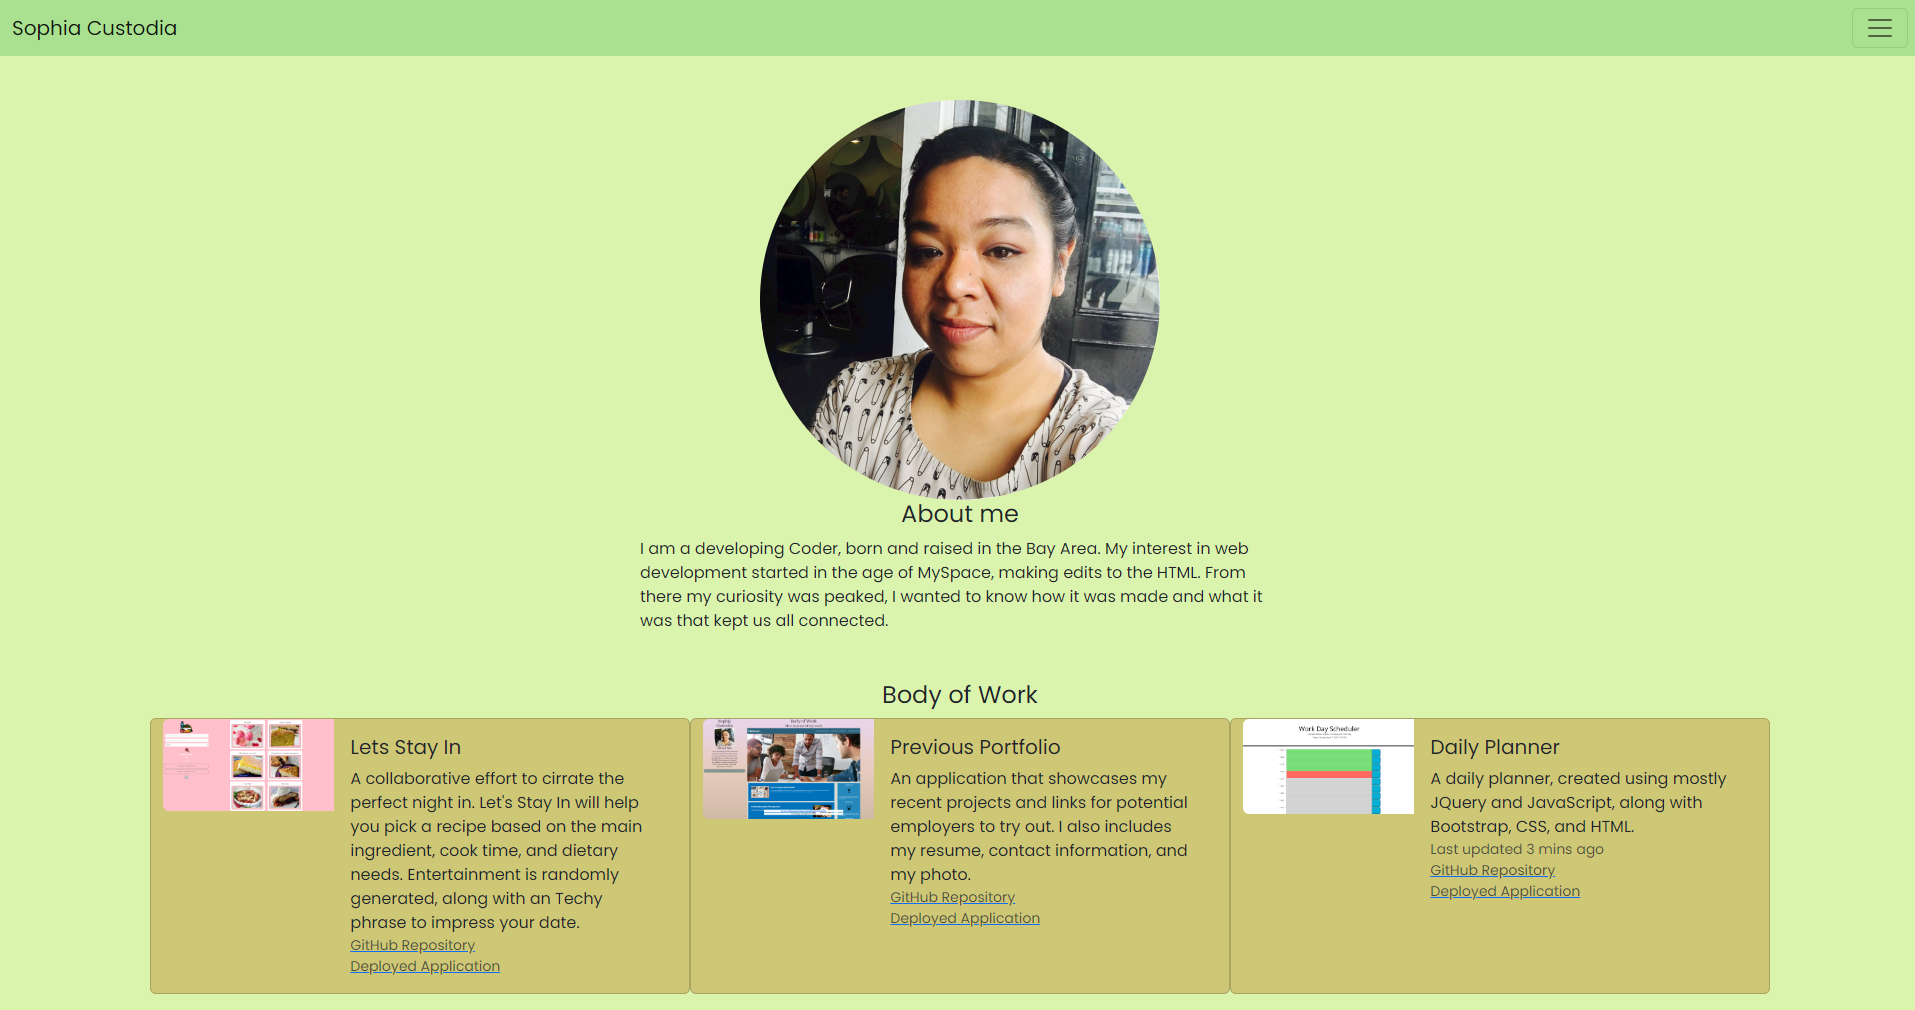 Sophia Custodia
About me
I am a developing Coder, born and raised in the Bay Area. My interest in web
development started in the age of MySpace, making edits to the HTML. From
there my curiosity was peaked, I wanted to know how it was made and what it
was that kept us all connected.
Body of Work
Lets Stay In
A collaborative effort to cirrate the
perfect night in. Let's Stay In will help
you pick a recipe based on the main
ingredient, cook time, and dietary
needs. Entertainment is randomly
generated, along with an Techy
phrase to impress your date.
GitHub Repository
Deployed Application
Sophia
Custodia
Body of Work
Previous Portfolio
An application that showcases my
recent projects and links for potential
employers to try out. I also includes
my resume, contact information, and
my photo.
GitHub Repository
Deployed Application
Work Day Scheduler
Daily Planner
A daily planner, created using mostly
JQuery and JavaScript, along with
Bootstrap, CSS, and HTML.
Last updated 3 mins ago
GitHub Repository
Deployed Application